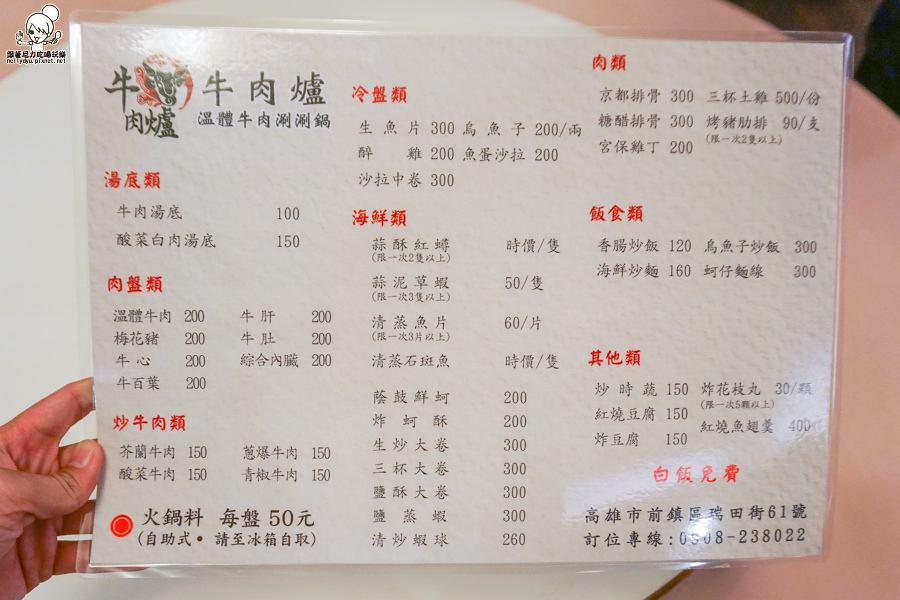 跟著尼力吃喝玩樂
nellydyu.pixnet.net
牛
肉爐
牛肉爐
溫體牛肉涮涮鍋
湯底類
牛肉湯底 100
酸菜白肉湯底 150
肉盤類
溫體牛肉 200 牛肝 200
梅花豬 200 牛肚 200
牛心 200 綜合內臟 200
牛百葉 200
炒牛肉類
芥蘭牛肉 150 蔥爆牛肉 150
酸菜牛肉 150 青椒牛肉 150
火鍋料 每盤50元
(自助式•請至冰箱自取)
冷盤類
生魚片 300 烏魚子 200/兩
醉雞 200 魚蛋沙拉 200
沙拉中卷 300
海鮮類
蒜酥紅蟳 時價/隻
(限一次2隻以上)
蒜泥草蝦 50/隻
(限一次3隻以上)
清蒸魚片 60/片
(限一次3片以上)
清蒸石斑魚 時價/隻
蔭鼓鮮蚵 200
炸蚵酥 200
生炒大卷 300
三杯大卷 300
鹽酥大卷 300
鹽蒸蝦 300
清炒蝦球 260
肉類
京都排骨 300 三杯土雞 500/份
糖醋排骨 300 烤豬肋排 90/支
(限一次2隻以上)
宮保雞丁 200
飯食類
香腸炒飯 120 烏魚子炒飯 300
海鮮炒麵 160 蚵仔麵線 300
其他類
炒時蔬 150 炸花枝丸 30/顆
(限一次5顆以上)
紅燒豆腐 150 紅燒魚翅羹 400
炸豆腐 150
白飯免費
高雄市前鎮區瑞田街61號
訂位專線:0908-238022